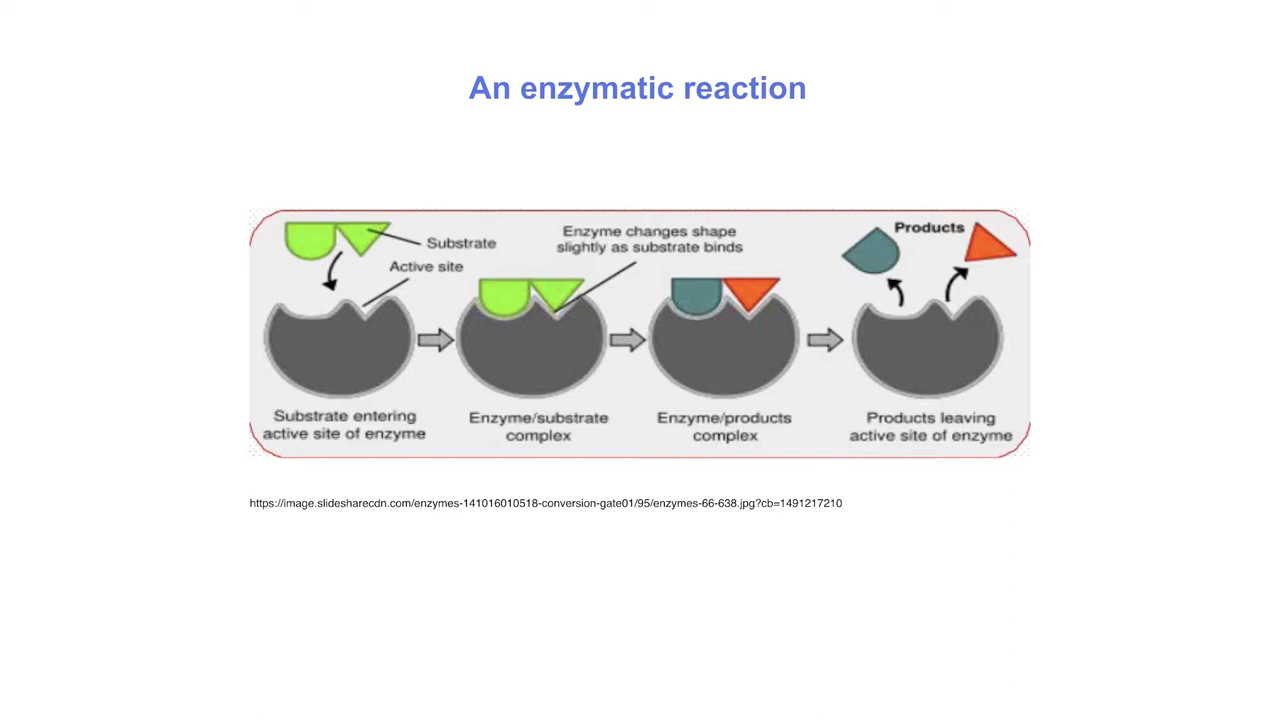 An enzymatic reaction
Substrate
Active site
Enzyme changes shape
slightly as substrate binds
Products
Substrate entering
active site of enzyme
Enzyme/substrate
complex
Enzyme/products
complex
Products leaving
active site of enzyme
https://image.slidesharecdn.com/enzymes-141016010518-conversion-gate01/95/enzymes-66-638.jpg?cb=1491217210